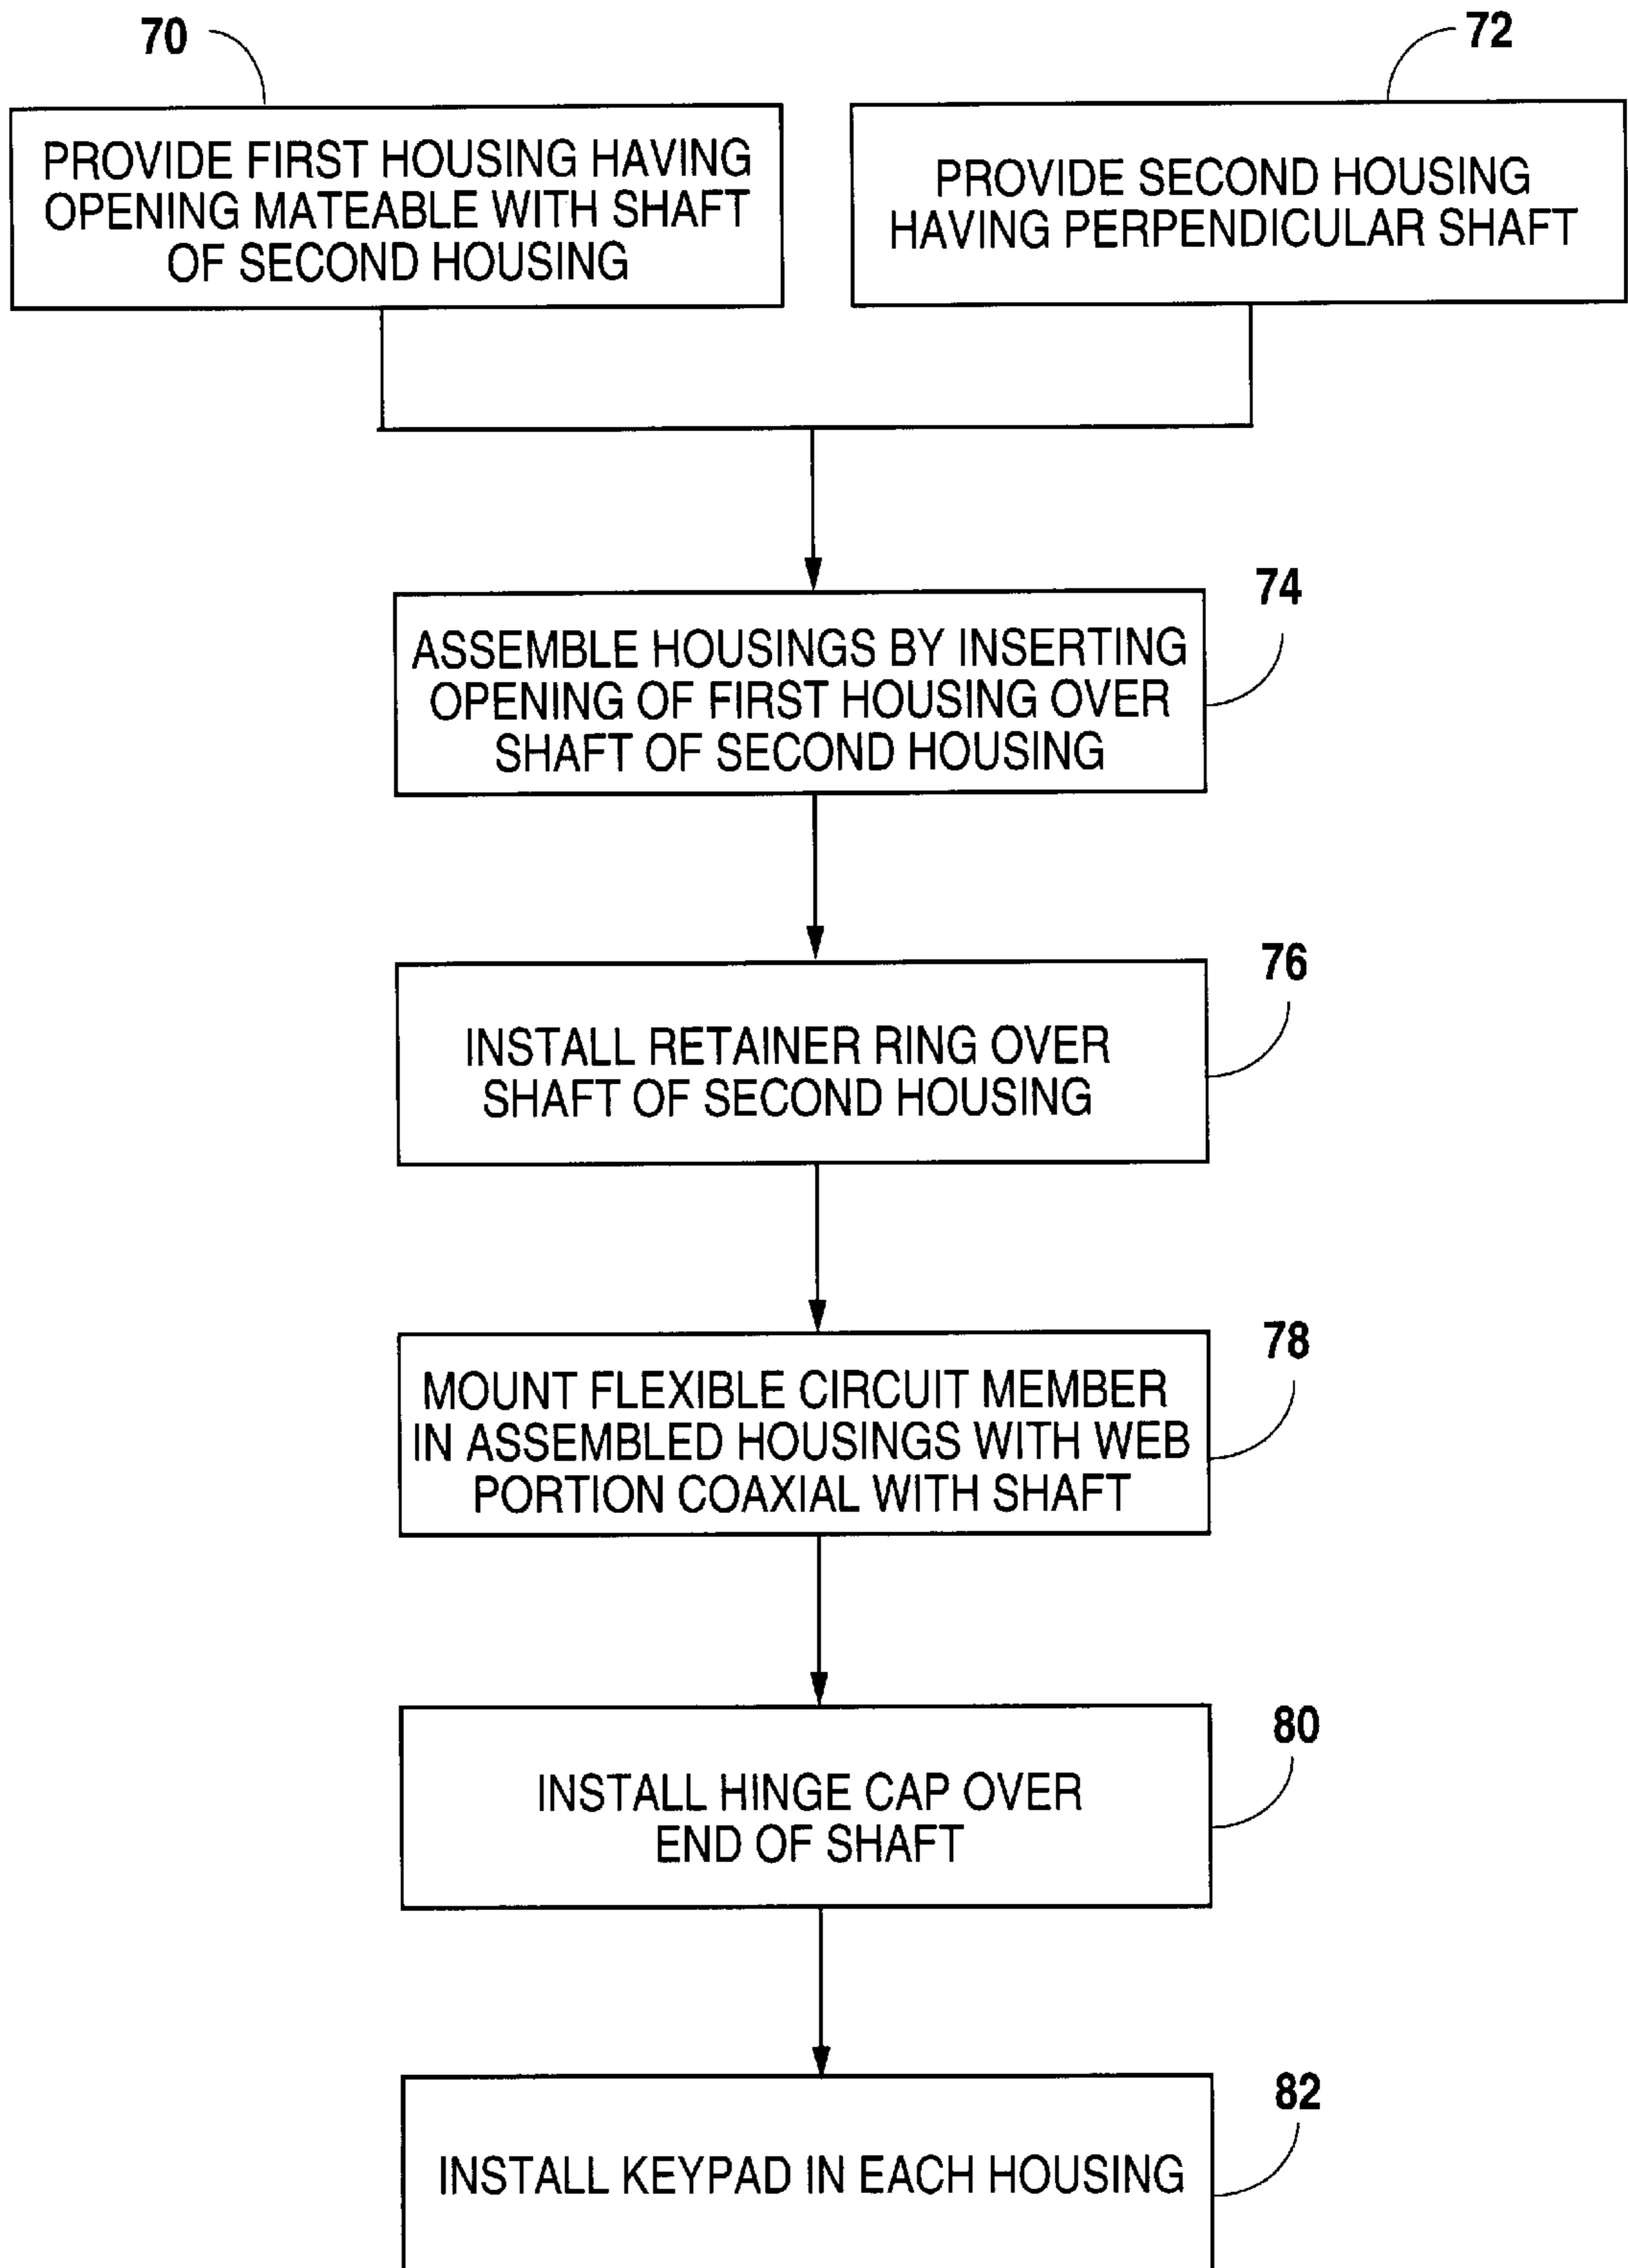 70
72
PROVIDE FIRST HOUSING HAVING
OPENING MATEABLE WITH SHAFT
OF SECOND HOUSING
PROVIDE SECOND HOUSING
HAVING PERPENDICULAR SHAFT
74
ASSEMBLE HOUSINGS BY INSERTING
OPENING OF FIRST HOUSING OVER
SHAFT OF SECOND HOUSING
76
INSTALL RETAINER RING OVER
SHAFT OF SECOND HOUSING
78
MOUNT FLEXIBLE CIRCUIT MEMBER
IN ASSEMBLED HOUSINGS WITH WEB
PORTION COAXIAL WITH SHAFT
80
INSTALL HINGE CAP OVER
END OF SHAFT
82
INSTALL KEYPAD IN EACH HOUSING